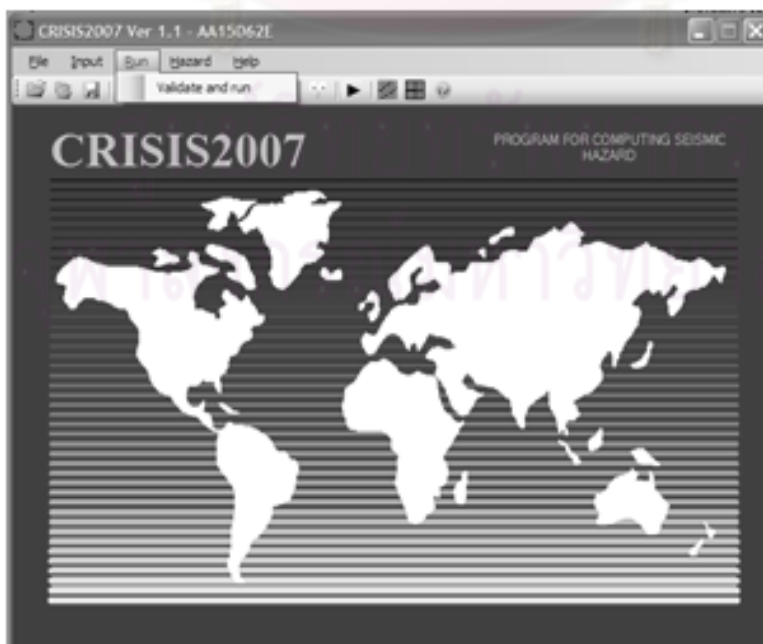 CRISIS2007 Ver 1.1 - AA15062E
File Input Run Hazard Help
Validate and run
CRISIS2007
PROGRAM FOR COMPUTING SEISMIC
HAZARD